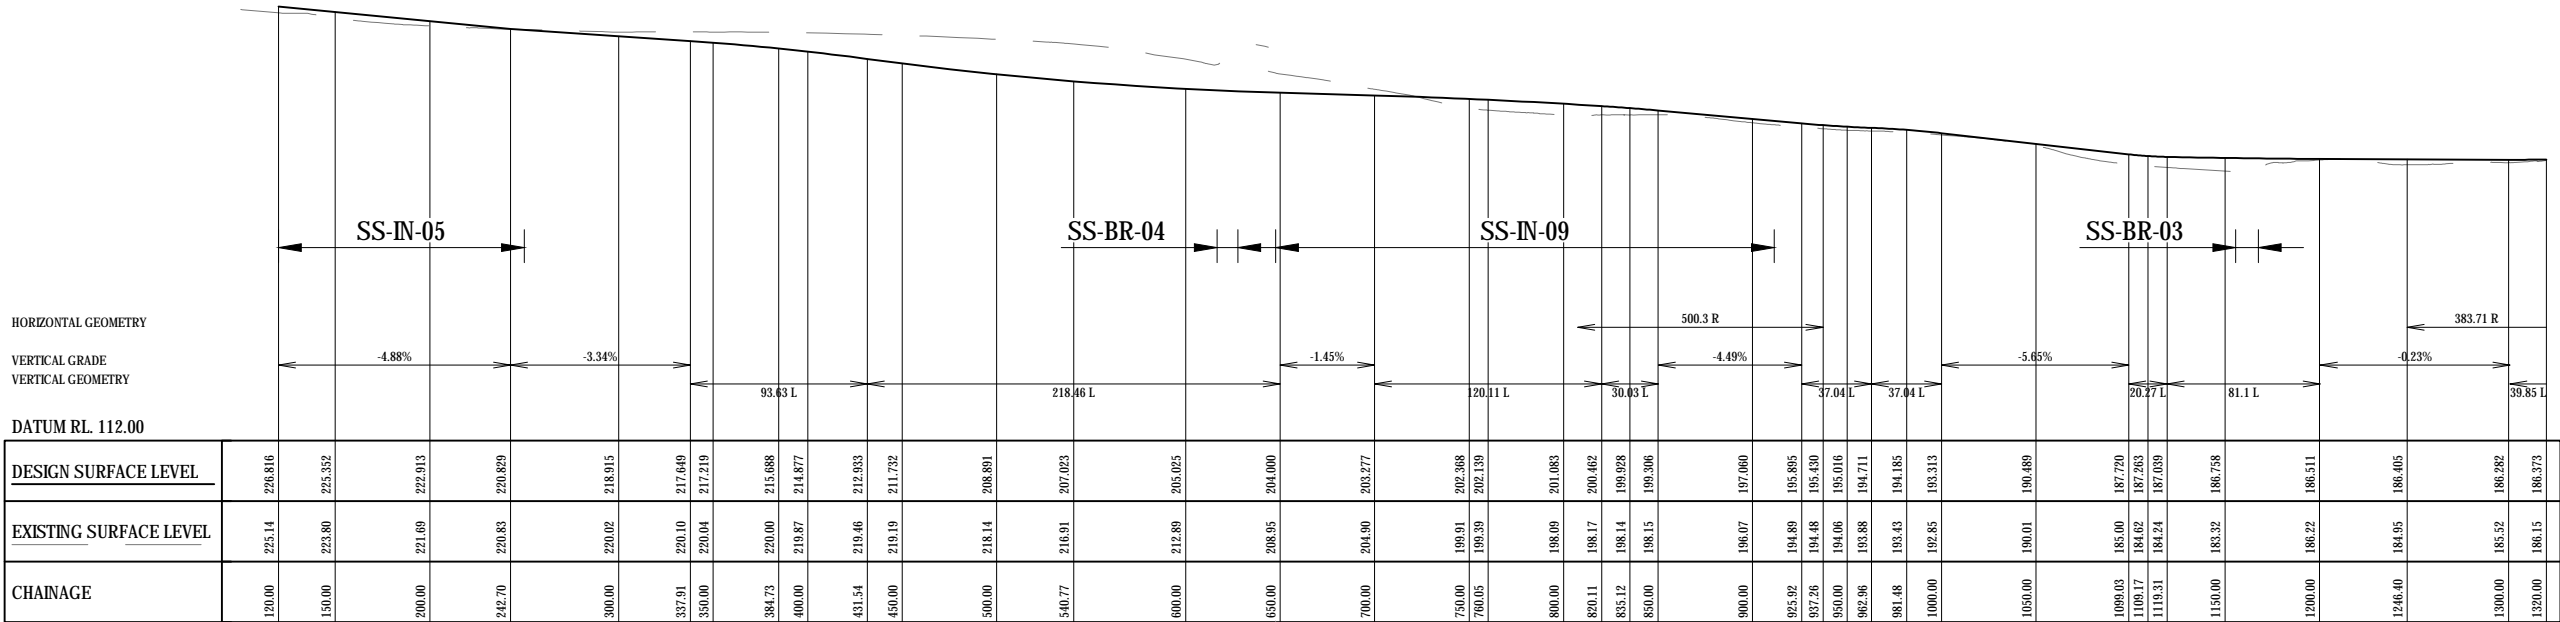 SS-IN-05 SS-BR-04 SS-IN-09 SS-BR-03
HORIZONTAL GEOMETRY 500.3 R 383.71 R
VERTICAL GRADE -4.88% -3.34% -1.45% -4.49% -5.65% -0.23%
VERTICAL GEOMETRY 93.63 L 218.46 L 120.11 L 30.03 L 37.04 L 37.04 L 20.27 L 81.1 L 39.85 L
DATUM RL. 112.00
DESIGN SURFACE LEVEL 226.816 225.352 222.913 220.829 218.915 217.649 217.219 215.688 214.877 212.933 211.732 208.891 207.023 205.025 204.000 203.277 202.368 202.139 201.083 200.462 199.928 199.306 197.060 195.895 195.430 195.016 194.711 194.185 193.313 190.489 187.720 187.263 187.039 186.758 186.511 186.405 186.282 186.373
EXISTING SURFACE LEVEL 225.14 223.80 221.69 220.83 220.02 220.10 220.04 220.00 219.87 219.46 219.19 218.14 216.91 212.89 208.95 204.90 199.91 199.39 198.09 198.17 198.14 198.15 196.07 194.89 194.48 194.06 193.88 193.43 192.85 190.01 185.00 184.62 184.24 183.32 186.22 184.95 185.52 186.15
CHAINAGE 120.00 150.00 200.00 242.70 300.00 337.91 350.00 384.73 400.00 431.54 450.00 500.00 540.77 600.00 650.00 700.00 750.00 760.05 800.00 820.11 835.12 850.00 900.00 925.92 937.26 950.00 962.96 981.48 1000.00 1050.00 1099.03 1109.17 1119.31 1150.00 1200.00 1246.40 1300.00 1320.00